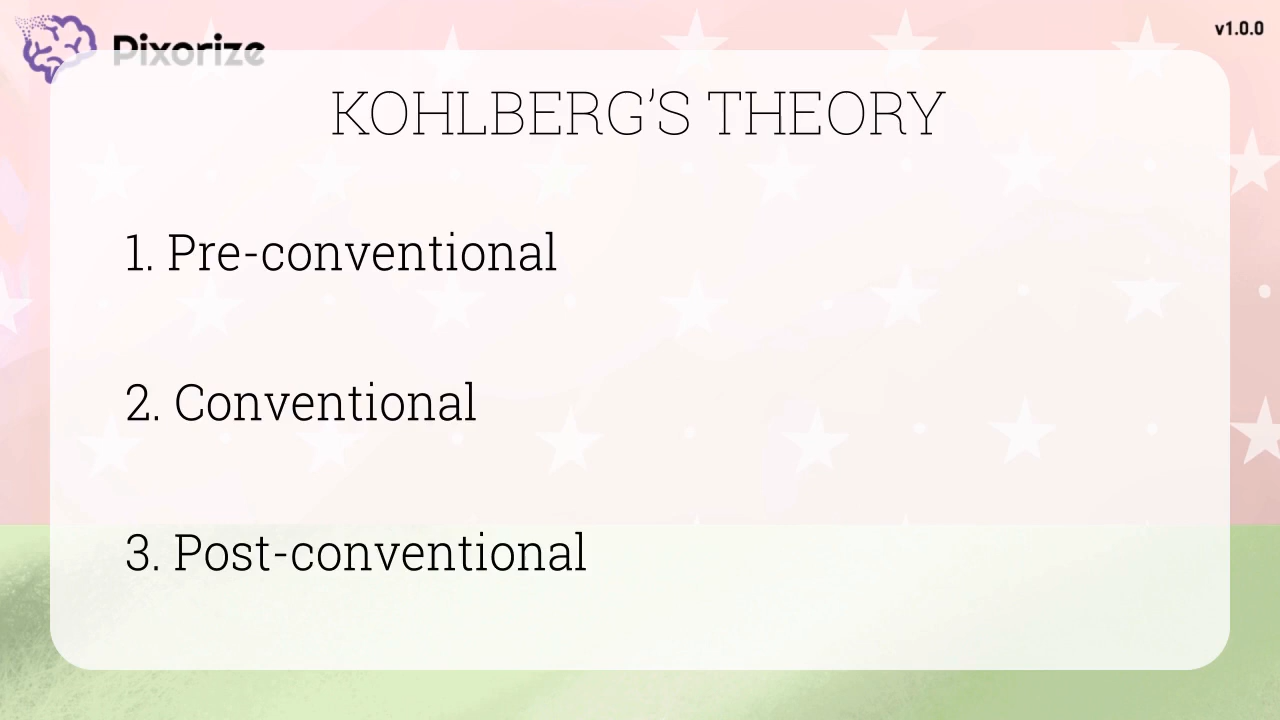 Pixorize
v1.0.0
KOHLBERG'S THEORY
1. Pre-conventional
2. Conventional
3. Post-conventional